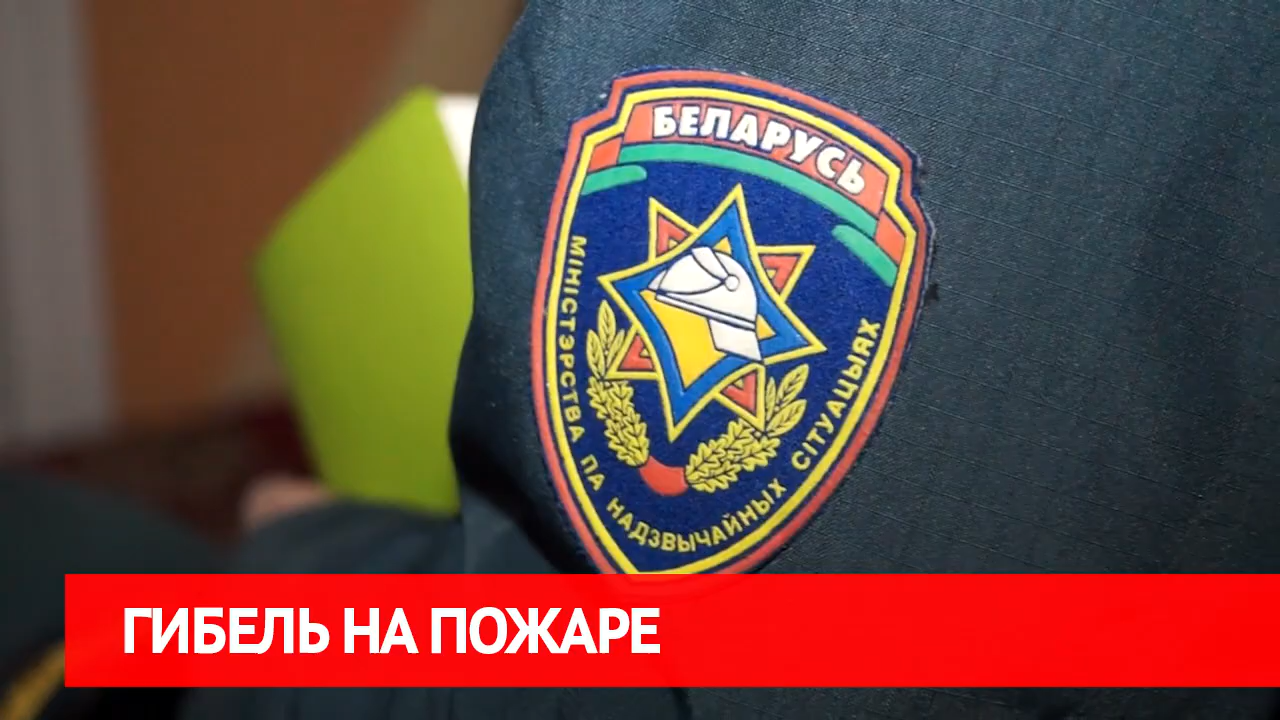 БЕЛАРУСЬ
МІНІСТЭРСТВА ПА НАДЗВЫЧАЙНЫХ СІТУАЦЫЯХ
ГИБЕЛЬ НА ПОЖАРЕ